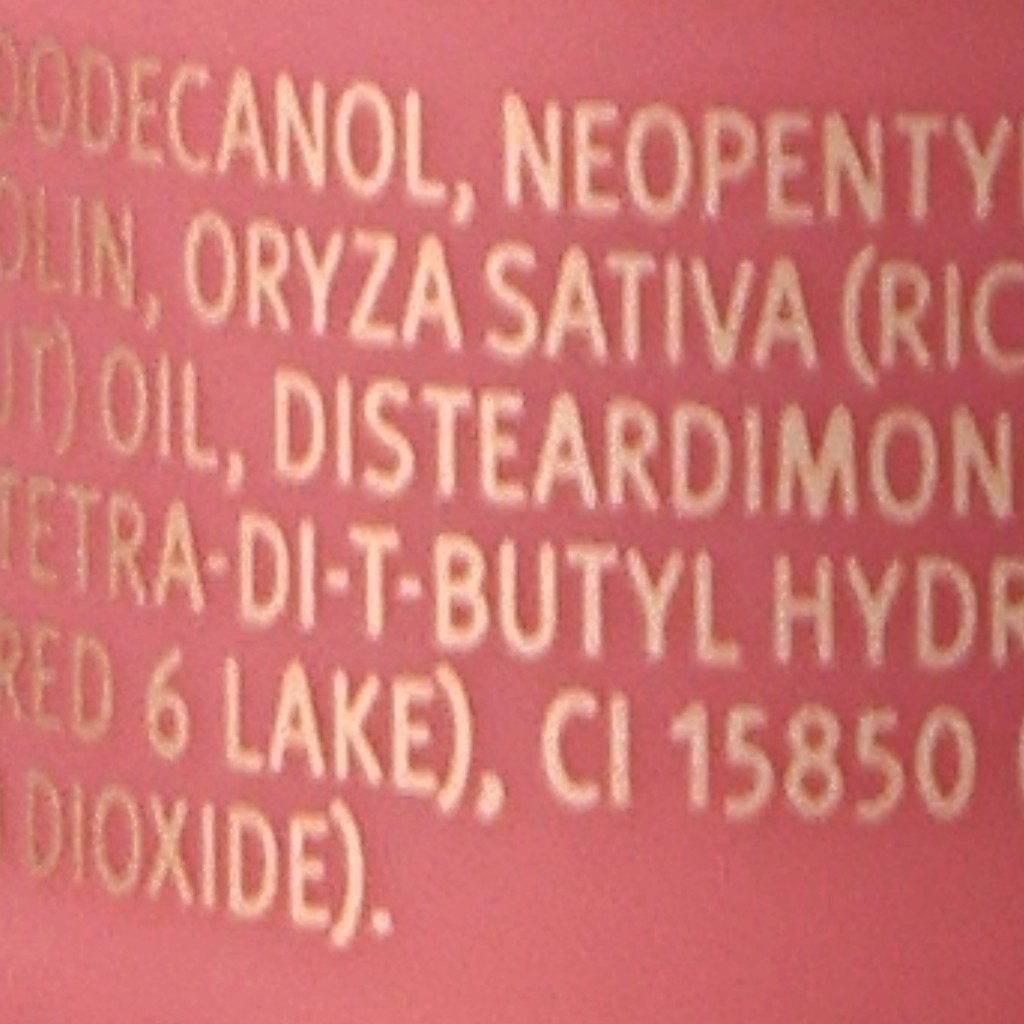 DODECANOL, NEOPENTY
OLIN, ORYZA SATIVA (RIC
UT) OIL, DISTEARDIMON
TETRA-DI-T-BUTYL HYDR
RED 6 LAKE), CI 15850 (
DIOXIDE).